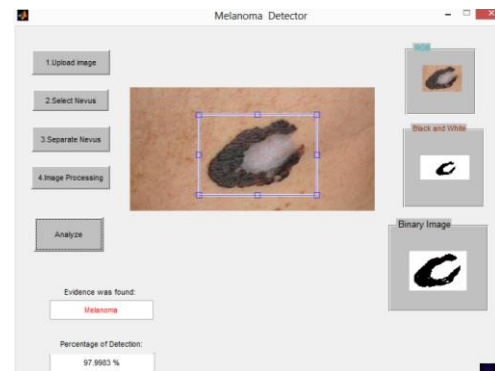 Melanoma Detector
1.Upload image
2.Select Nevus
3.Separate Nevus
4.Image Processing
Analyze
Evidence was found:
Melanoma
Percentage of Detection:
97.9983 %
RGB
Black and White
Binary Image